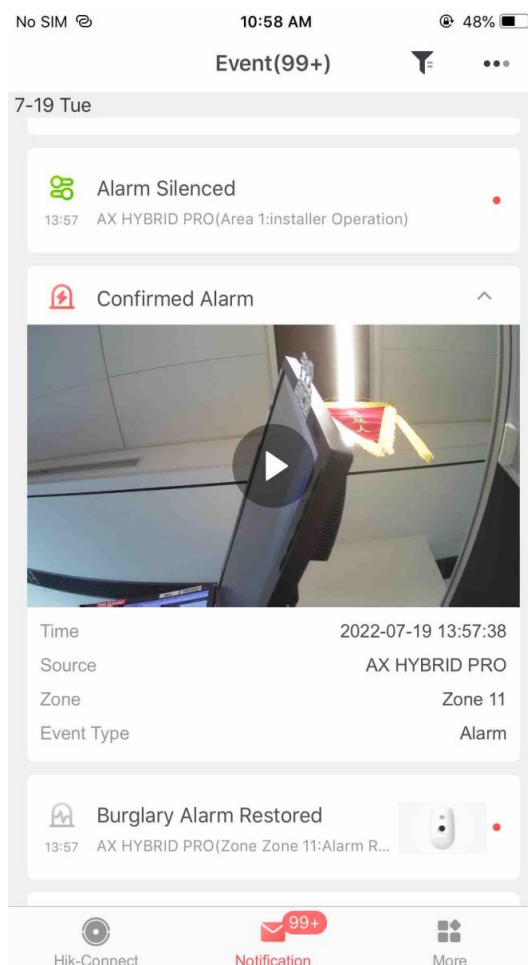 No SIM 10:58 AM 48%
Event(99+)
7-19 Tue
Alarm Silenced
13:57 AX HYBRID PRO(Area 1:installer Operation)
Confirmed Alarm
Time 2022-07-19 13:57:38
Source AX HYBRID PRO
Zone Zone 11
Event Type Alarm
Burglary Alarm Restored
13:57 AX HYBRID PRO(Zone Zone 11:Alarm R...
99+
Hik-Connect Notification More